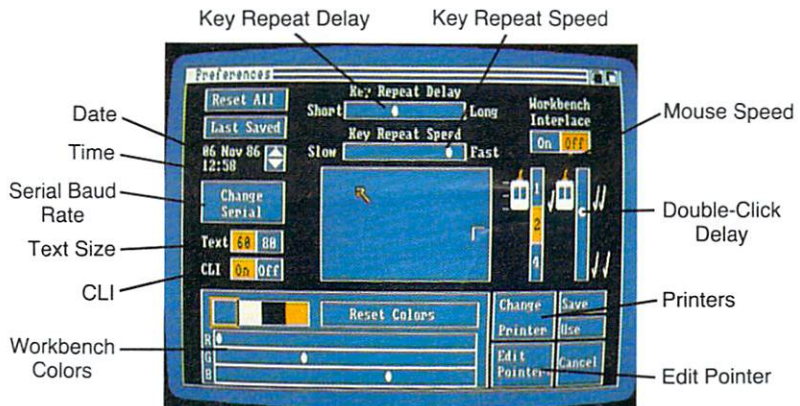 Key Repeat Delay
Key Repeat Speed
Preferences
Reset All
Key Repeat Delay
Short
Long
Last Saved
Key Repeat Speed
Slow
Fast
Workbench
Interlace
On Off
Mouse Speed
Date
06 Nov 86
Time
12:58
Serial Baud
Rate
Change
Serial
1
2
4
Double-Click
Delay
Text Size
Text 60 80
CLI
CLI On Off
Workbench
Colors
Reset Colors
R
G
B
Change
Printer
Save
Use
Printers
Edit
Pointer
Cancel
Edit Pointer